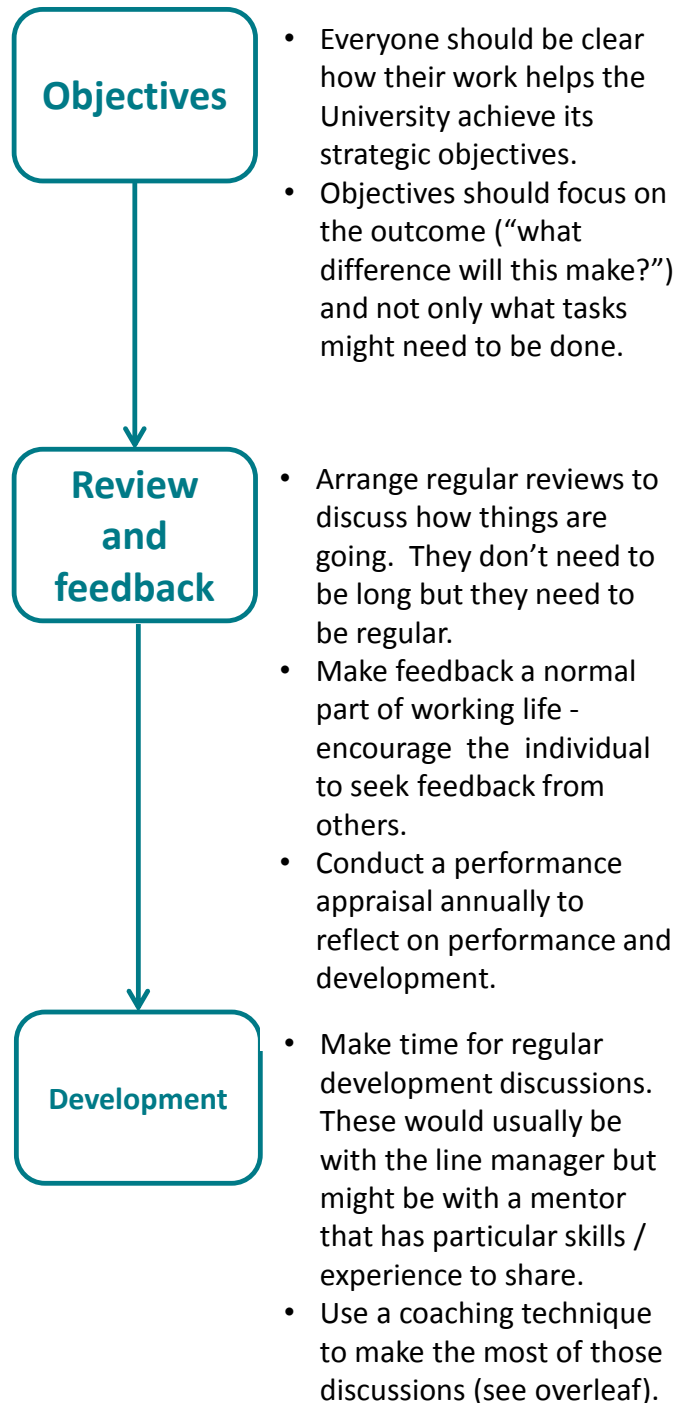 Objectives
• Everyone should be clear
how their work helps the
University achieve its
strategic objectives.
• Objectives should focus on
the outcome (“what
difference will this make?”)
and not only what tasks
might need to be done.
Review
and
feedback
• Arrange regular reviews to
discuss how things are
going.  They don’t need to
be long but they need to
be regular.
• Make feedback a normal
part of working life -
encourage  the  individual
to seek feedback from
others.
• Conduct a performance
appraisal annually to
reflect on performance and
development.
Development
• Make time for regular
development discussions.
These would usually be
with the line manager but
might be with a mentor
that has particular skills /
experience to share.
• Use a coaching technique
to make the most of those
discussions (see overleaf).